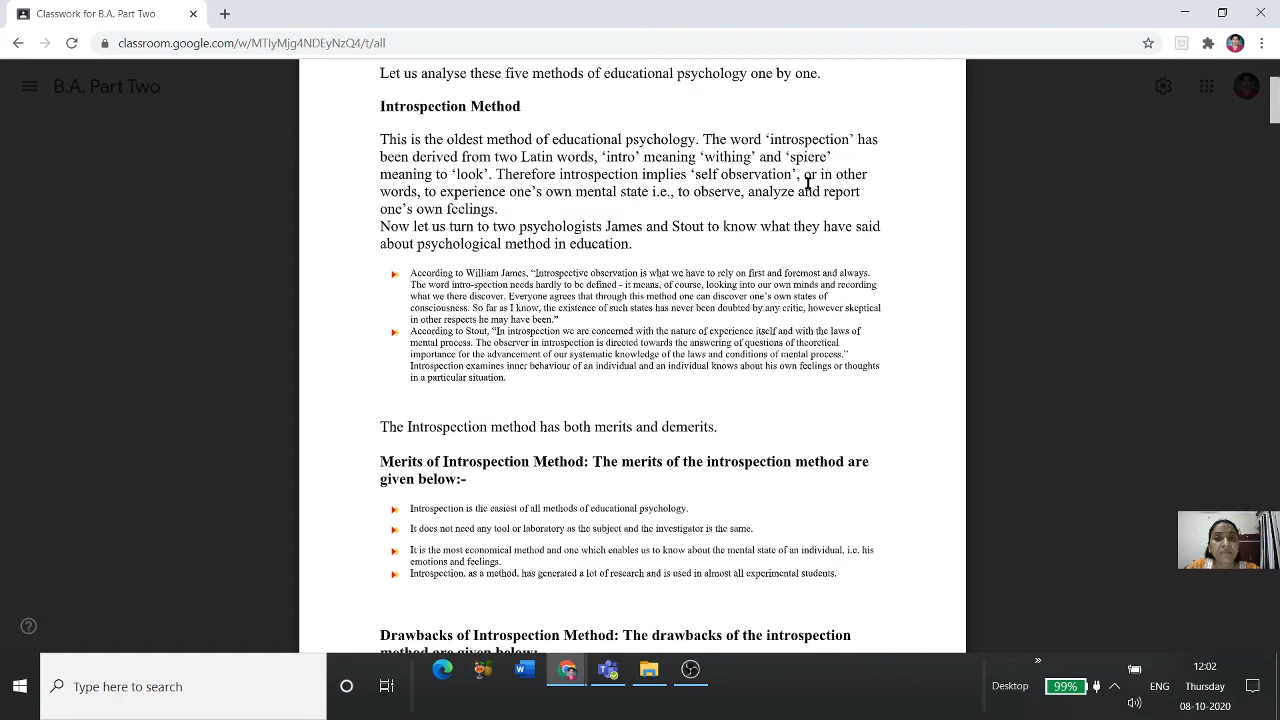 Classwork for B.A. Part Two
classroom.google.com/w/MTIyMjg4NDEyNzQ4/t/all
B.A. Part Two
Let us analyse these five methods of educational psychology one by one.
Introspection Method
This is the oldest method of educational psychology. The word ‘introspection’ has
been derived from two Latin words, ‘intro’ meaning ‘withing’ and ‘spiere’
meaning to ‘look’. Therefore introspection implies ‘self observation’, or in other
words, to experience one’s own mental state i.e., to observe, analyze and report
one’s own feelings.
Now let us turn to two psychologists James and Stout to know what they have said
about psychological method in education.
According to William James, “Introspective observation is what we have to rely on first and foremost and always.
The word intro-spection needs hardly to be defined - it means, of course, looking into our own minds and recording
what we there discover. Everyone agrees that through this method one can discover one’s own states of
consciousness. So far as I know, the existence of such states has never been doubted by any critic, however skeptical
in other respects he may have been.”
According to Stout, “In introspection we are concerned with the nature of experience itself and with the laws of
mental process. The observer in introspection is directed towards the answering of questions of theoretical
importance for the advancement of our systematic knowledge of the laws and conditions of mental process.”
Introspection examines inner behaviour of an individual and an individual knows about his own feelings or thoughts
in a particular situation.
The Introspection method has both merits and demerits.
Merits of Introspection Method: The merits of the introspection method are
given below:-
Introspection is the easiest of all methods of educational psychology.
It does not need any tool or laboratory as the subject and the investigator is the same.
It is the most economical method and one which enables us to know about the mental state of an individual, i.e. his
emotions and feelings.
Introspection, as a method, has generated a lot of research and is used in almost all experimental students.
Drawbacks of Introspection Method: The drawbacks of the introspection
method are given below:-
Type here to search
Desktop
99%
ENG
12:02
Thursday
08-10-2020